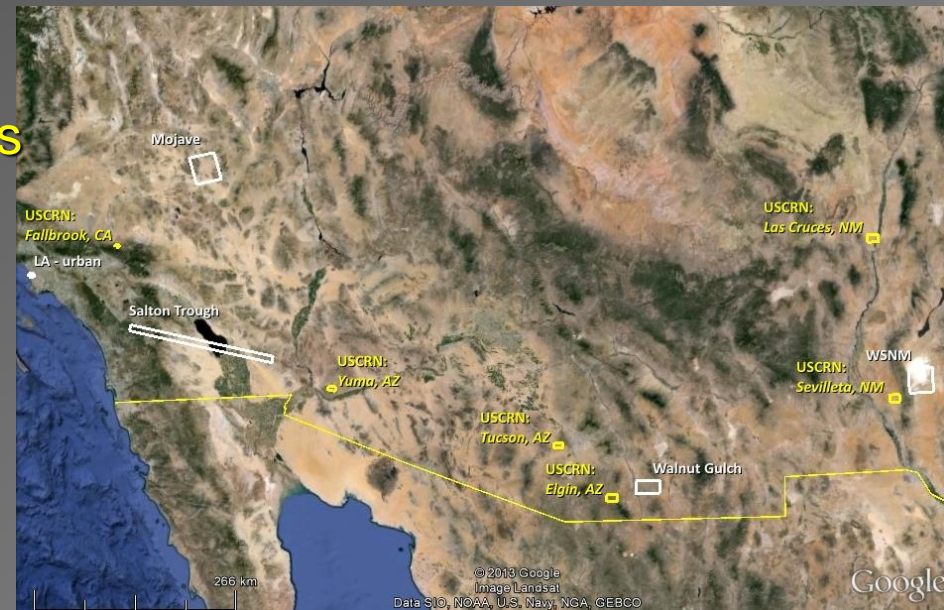 s
Mojave
USCRN:
Fallbrook, CA
LA - urban
Salton Trough
USCRN:
Las Cruces, NM
USCRN:
Yuma, AZ
WSNM
USCRN:
Sevilleta, NM
USCRN:
Tucson, AZ
USCRN:
Elgin, AZ
Walnut Gulch
266 km
© 2013 Google
Image Landsat
Data SIO, NOAA, U.S. Navy, NGA, GEBCO
Google